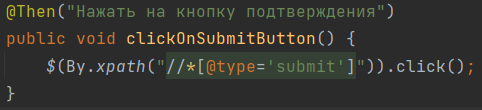 @Then("Нажать на кнопку подтверждения")
public void clickOnSubmitButton() {
    $(By.xpath("//*[@type='submit']")).click();
}